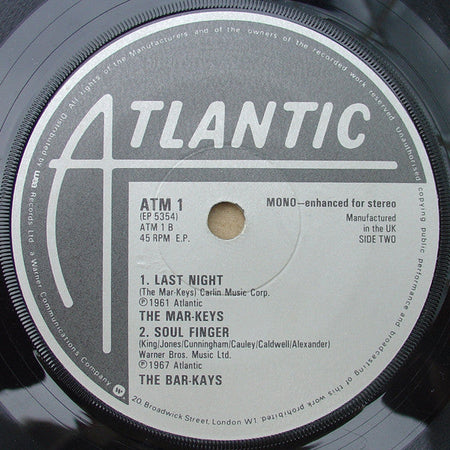 ATLANTIC
ATM 1
(EP 5354)
ATM 1 B
45 RPM E.P.
MONO—enhanced for stereo
Manufactured
in the UK
SIDE TWO
1. LAST NIGHT
(The Mar-Keys) Carlin Music Corp.
℗1961 Atlantic
THE MAR-KEYS
2. SOUL FINGER
(King/Jones/Cunningham/Cauley/Caldwell/Alexander)
Warner Bros. Music Ltd.
℗1967 Atlantic
THE BAR-KAYS
All rights of the Manufacturers and of the owners of the recorded work reserved. Unauthorised copying public performance and broadcasting of this record prohibited.
Distributed by wea Records Ltd. a Warner Communications Company
20 Broadwick Street, London W1